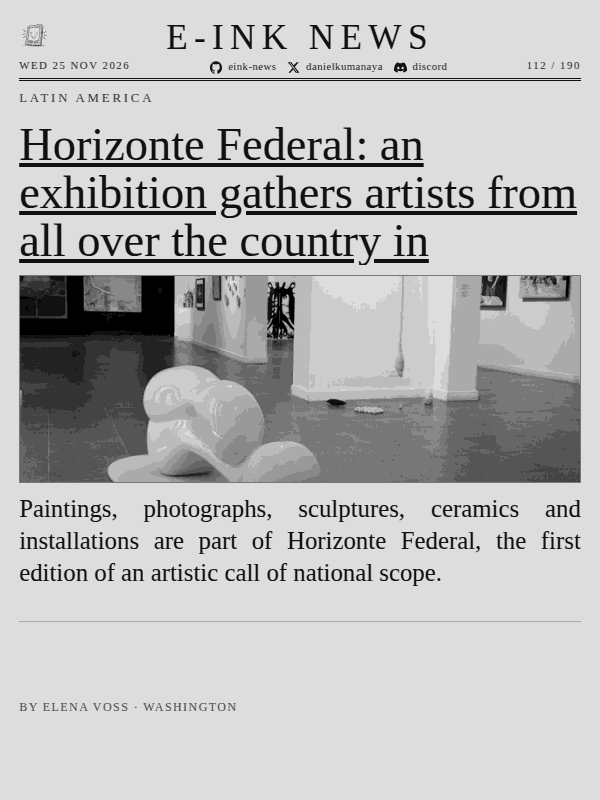 E-INK NEWS
WED 25 NOV 2026
eink-news danielkumanaya discord
112 / 190
LATIN AMERICA
Horizonte Federal: an
exhibition gathers artists from
all over the country in
Paintings, photographs, sculptures, ceramics and
installations are part of Horizonte Federal, the first
edition of an artistic call of national scope.
BY ELENA VOSS · WASHINGTON